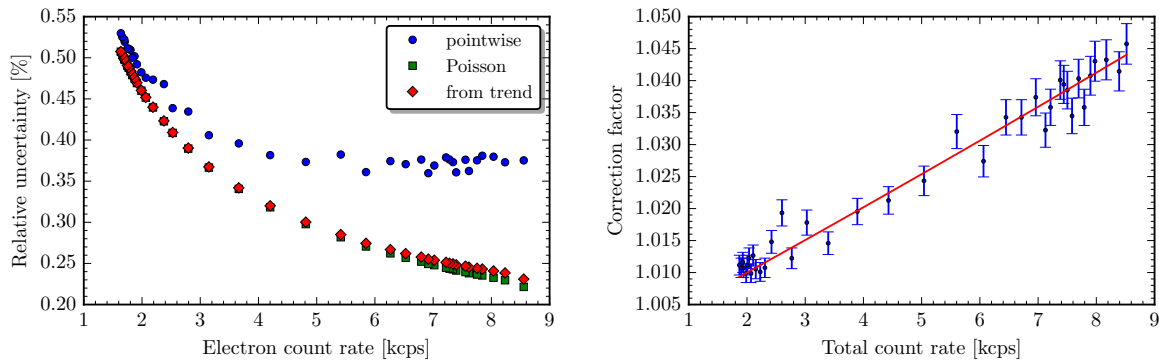 0.55
0.50
0.45
0.40
0.35
0.30
0.25
0.20
Relative uncertainty [%]
pointwise
Poisson
from trend
1 2 3 4 5 6 7 8 9
Electron count rate [kcps]
1.050
1.045
1.040
1.035
1.030
1.025
1.020
1.015
1.010
1.005
Correction factor
1 2 3 4 5 6 7 8 9
Total count rate [kcps]